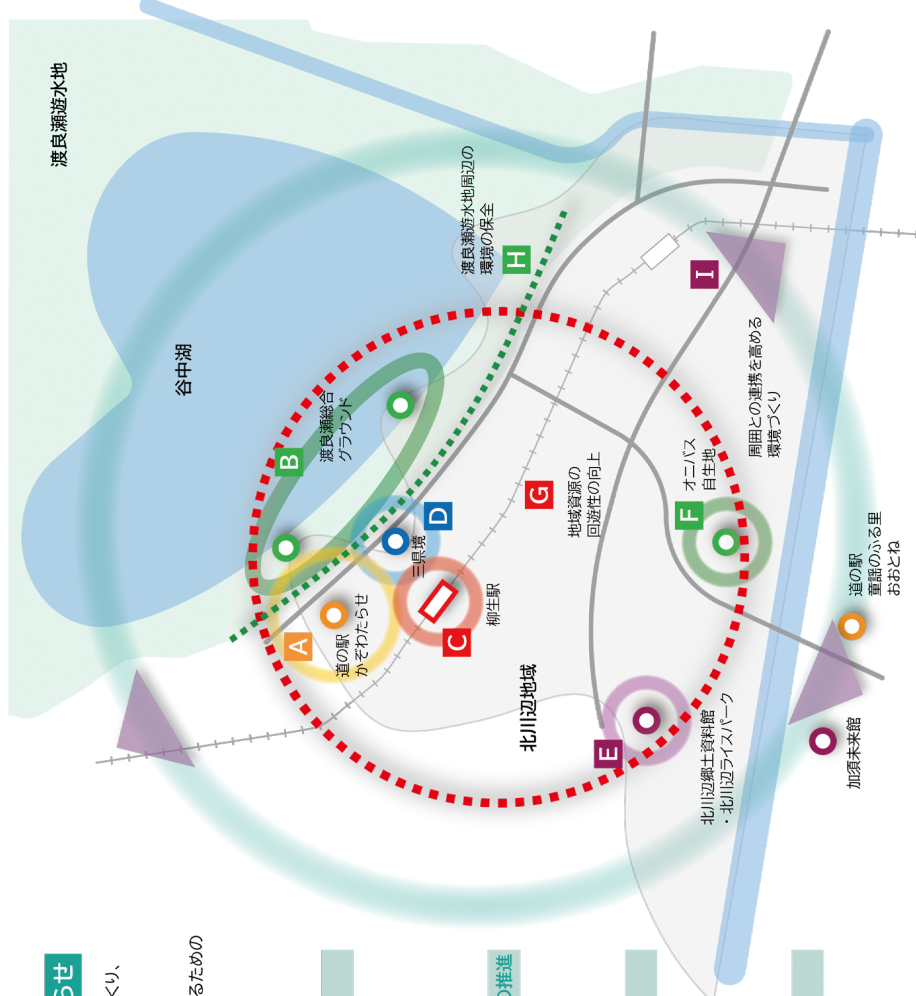 らせ
くり、
るための
の推進
渡良瀬遊水地
谷中湖
渡良瀬遊水地周辺の
環境の保全
H
B
渡良瀬総合
グラウンド
A
道の駅
かぞわたらせ
D
三県境
C
柳生駅
G
地域資源の
回遊性の向上
I
周囲との連携を高める
環境づくり
F
オニバス
自生地
北川辺地域
E
北川辺郷土資料館
・北川辺ライスパーク
道の駅
童謡のふる里
おおとね
加須未来館